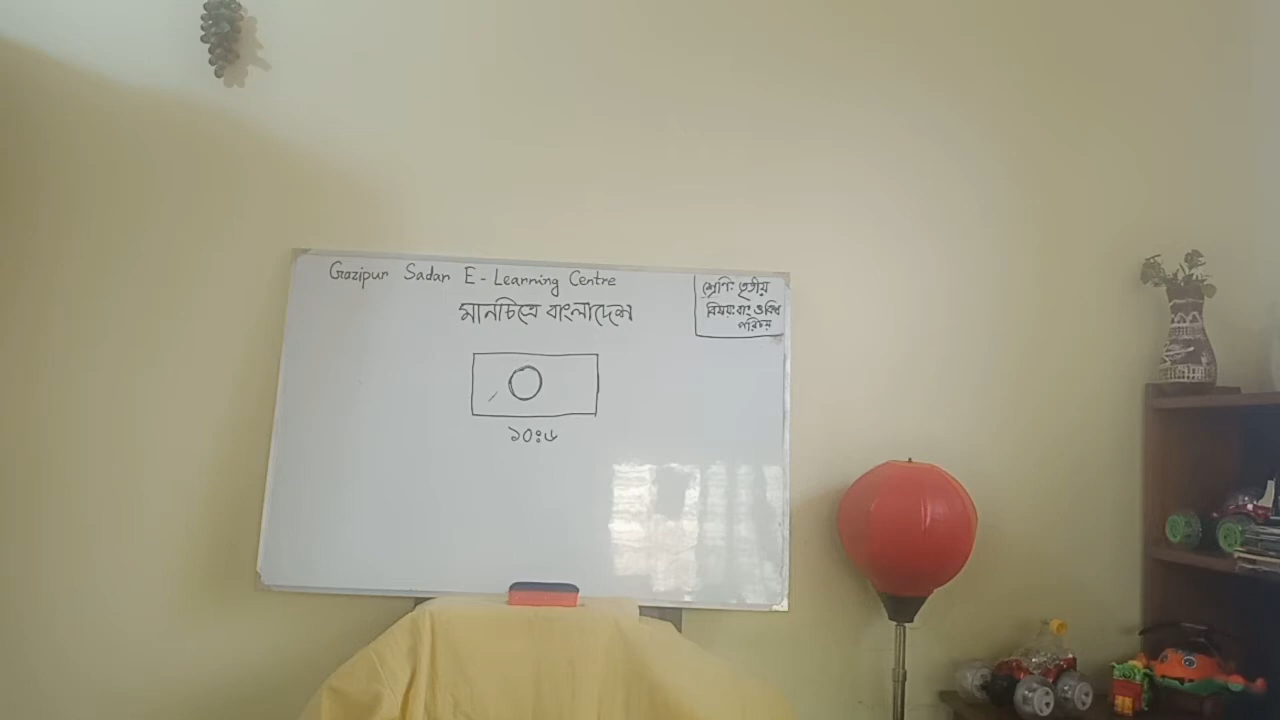 Gazipur Sadar E-Learning Centre
মানচিত্রে বাংলাদেশ
শ্রেণি: তৃতীয়
বিষয়: বাং ও বিশ্ব
পরিচয়
১০:৬